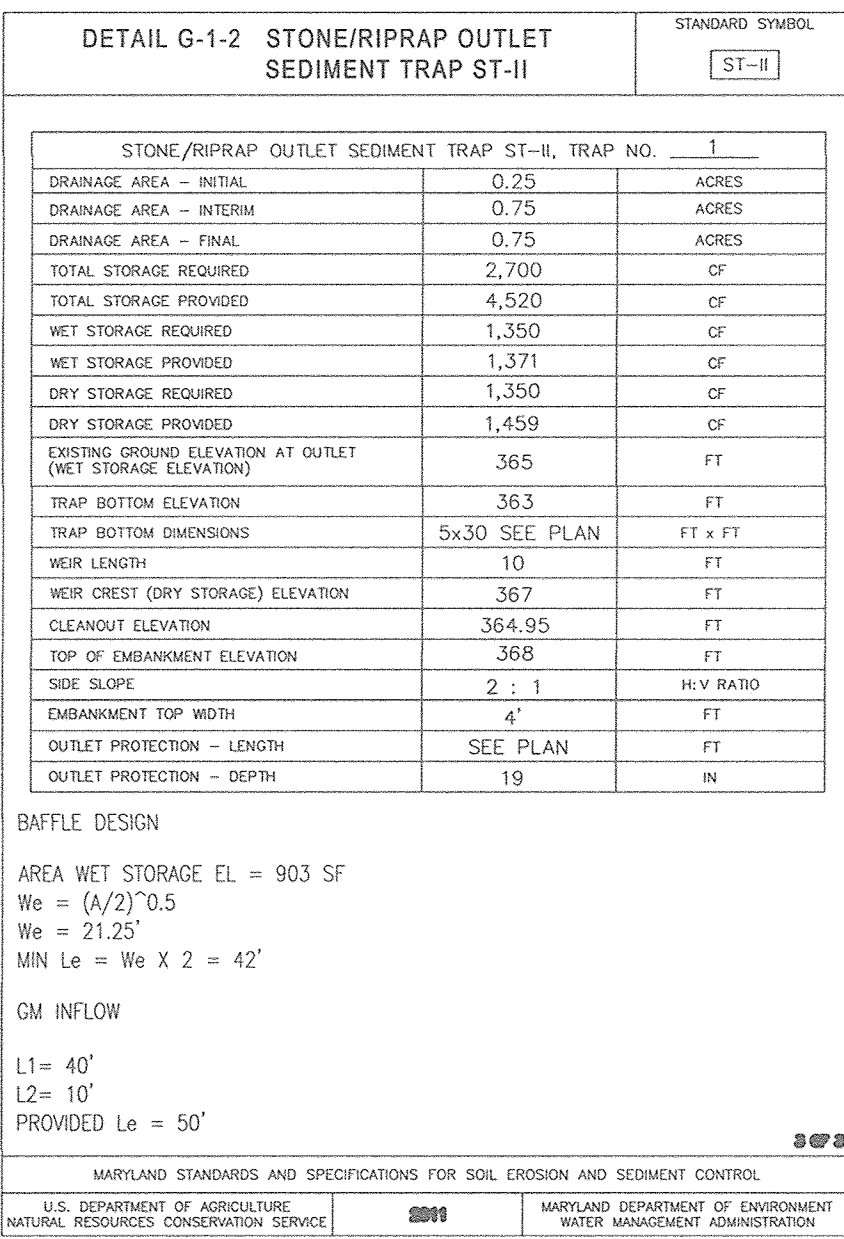 DETAIL G-1-2 STONE/RIPRAP OUTLET
SEDIMENT TRAP ST-II
STANDARD SYMBOL
ST-II
STONE/RIPRAP OUTLET SEDIMENT TRAP ST-II, TRAP NO. 1
DRAINAGE AREA - INITIAL 0.25 ACRES
DRAINAGE AREA - INTERIM 0.75 ACRES
DRAINAGE AREA - FINAL 0.75 ACRES
TOTAL STORAGE REQUIRED 2,700 CF
TOTAL STORAGE PROVIDED 4,520 CF
WET STORAGE REQUIRED 1,350 CF
WET STORAGE PROVIDED 1,371 CF
DRY STORAGE REQUIRED 1,350 CF
DRY STORAGE PROVIDED 1,459 CF
EXISTING GROUND ELEVATION AT OUTLET
(WET STORAGE ELEVATION) 365 FT
TRAP BOTTOM ELEVATION 363 FT
TRAP BOTTOM DIMENSIONS 5x30 SEE PLAN FT x FT
WEIR LENGTH 10 FT
WEIR CREST (DRY STORAGE) ELEVATION 367 FT
CLEANOUT ELEVATION 364.95 FT
TOP OF EMBANKMENT ELEVATION 368 FT
SIDE SLOPE 2 : 1 H:V RATIO
EMBANKMENT TOP WIDTH 4' FT
OUTLET PROTECTION - LENGTH SEE PLAN FT
OUTLET PROTECTION - DEPTH 19 IN
BAFFLE DESIGN
AREA WET STORAGE EL = 903 SF
We = (A/2)^0.5
We = 21.25'
MIN Le = We X 2 = 42'
GM INFLOW
L1= 40'
L2= 10'
PROVIDED Le = 50'
MARYLAND STANDARDS AND SPECIFICATIONS FOR SOIL EROSION AND SEDIMENT CONTROL
U.S. DEPARTMENT OF AGRICULTURE
NATURAL RESOURCES CONSERVATION SERVICE
2011
MARYLAND DEPARTMENT OF ENVIRONMENT
WATER MANAGEMENT ADMINISTRATION